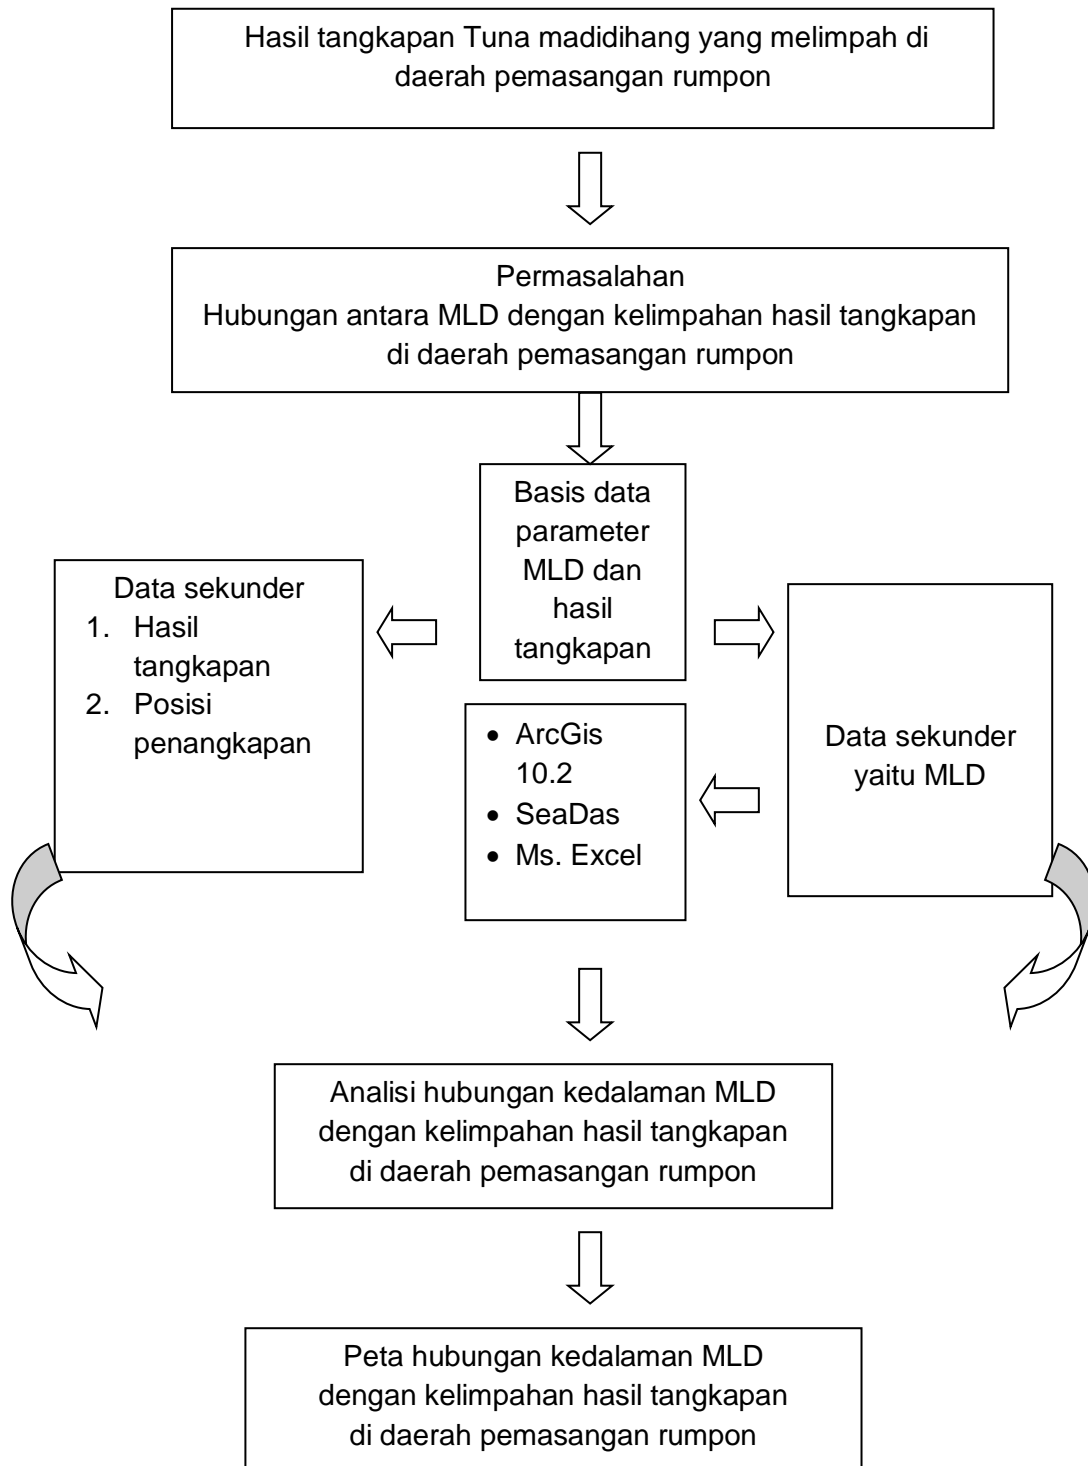 Hasil tangkapan Tuna madidihang yang melimpah di
daerah pemasangan rumpon
Permasalahan
Hubungan antara MLD dengan kelimpahan hasil tangkapan
di daerah pemasangan rumpon
Basis data
parameter
MLD dan
hasil
tangkapan
Data sekunder
1. Hasil
tangkapan
2. Posisi
penangkapan
Data sekunder
yaitu MLD
• ArcGis
10.2
• SeaDas
• Ms. Excel
Analisi hubungan kedalaman MLD
dengan kelimpahan hasil tangkapan
di daerah pemasangan rumpon
Peta hubungan kedalaman MLD
dengan kelimpahan hasil tangkapan
di daerah pemasangan rumpon